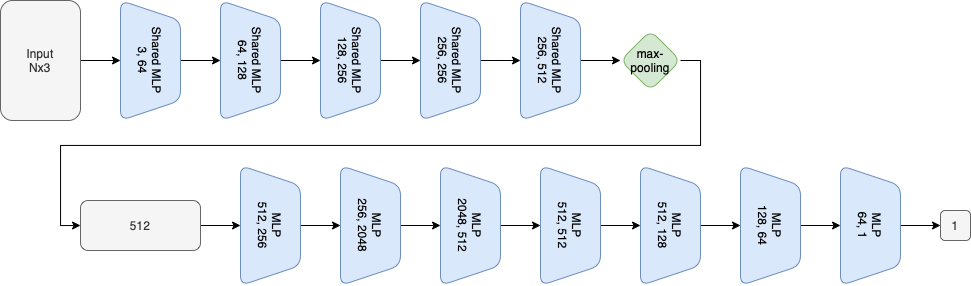 Input
Nx3
Shared MLP
3, 64
Shared MLP
64, 128
Shared MLP
128, 256
Shared MLP
256, 256
Shared MLP
256, 512
max-
pooling
512
MLP
512, 256
MLP
256, 2048
MLP
2048, 512
MLP
512, 512
MLP
512, 128
MLP
128, 64
MLP
64, 1
1